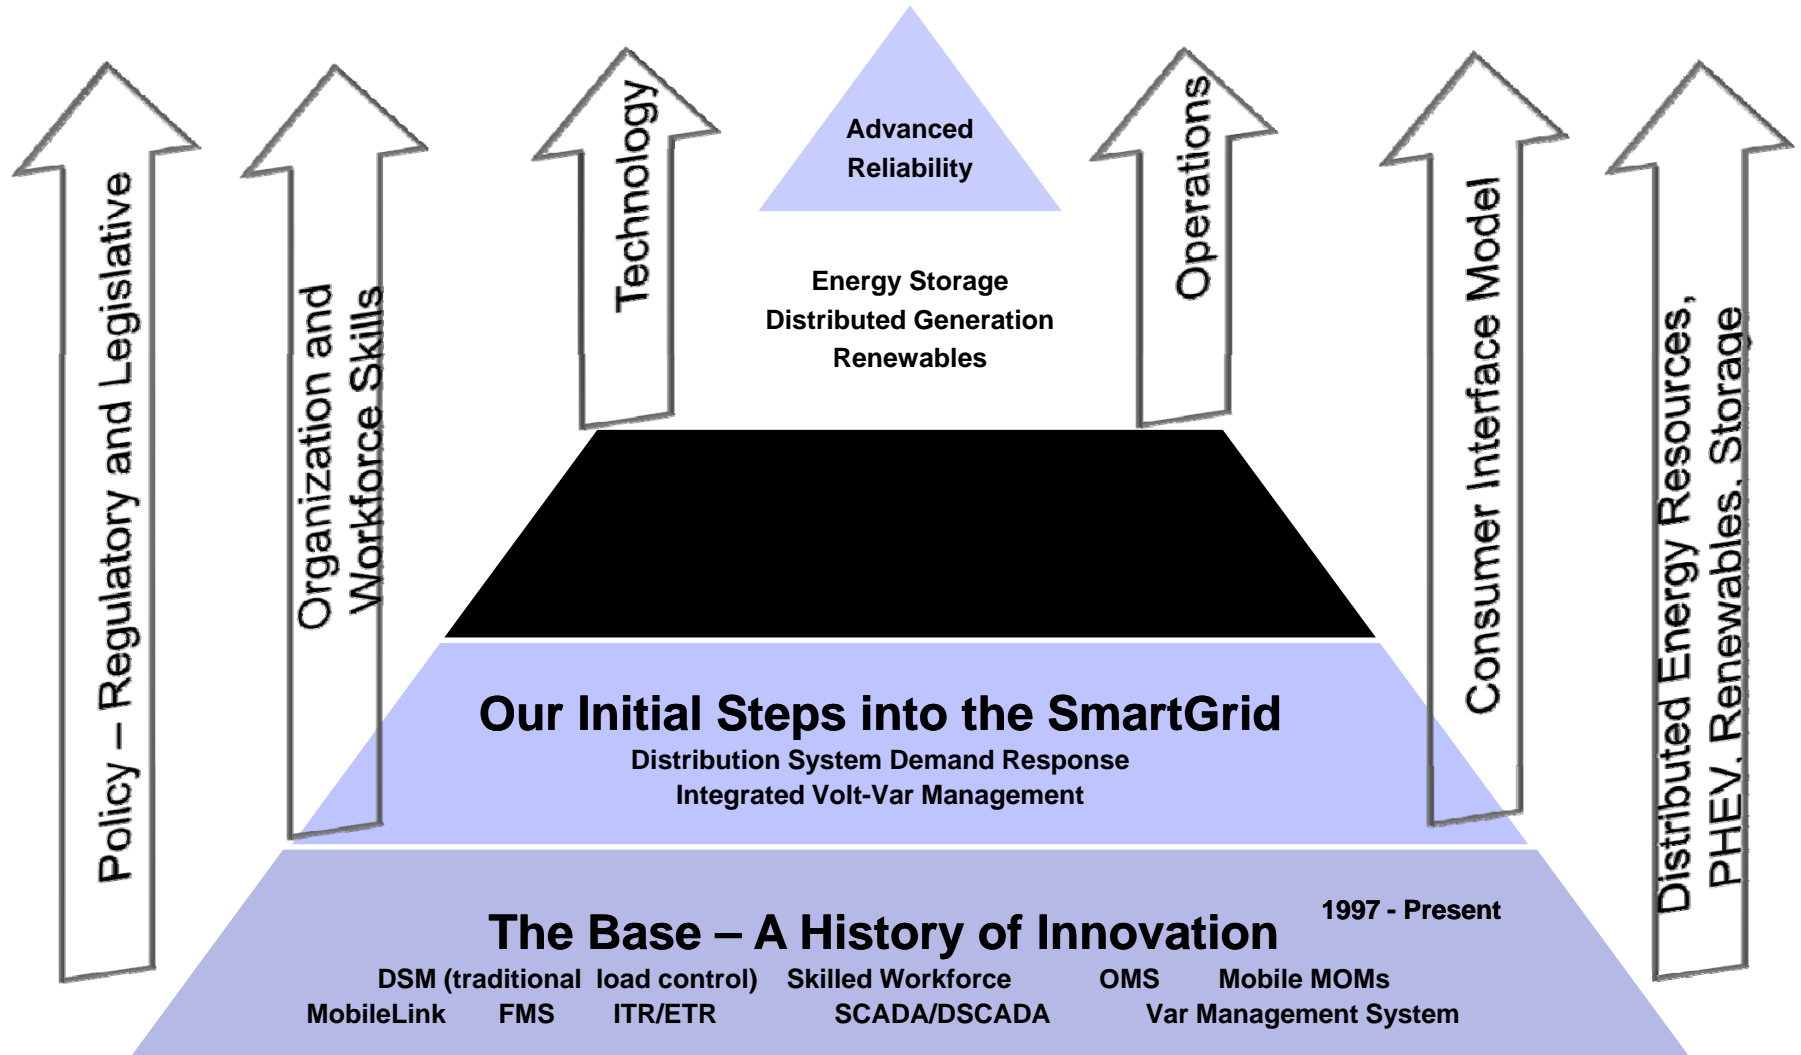 Policy – Regulatory and Legislative
Organization and
Workforce Skills
Technology
Advanced
Reliability
Energy Storage
Distributed Generation
Renewables
Operations
Consumer Interface Model
Distributed Energy Resources,
PHEV, Renewables, Storage
Our Initial Steps into the SmartGrid
Distribution System Demand Response
Integrated Volt-Var Management
1997 - Present
The Base – A History of Innovation
DSM (traditional load control) Skilled Workforce OMS Mobile MOMs
MobileLink FMS ITR/ETR SCADA/DSCADA Var Management System